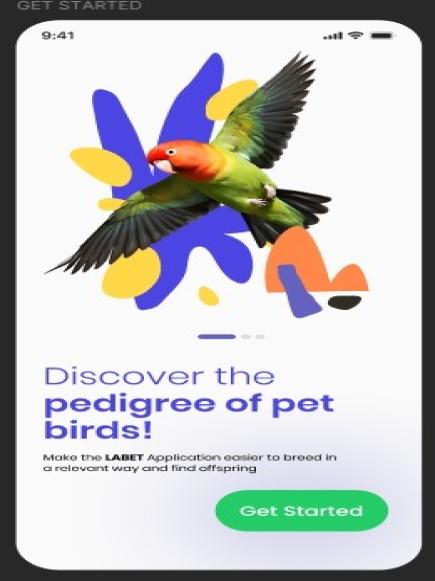 GET STARTED
9:41
Discover the
pedigree of pet
birds!
Make the LABET Application easier to breed in
a relevant way and find offspring
Get Started